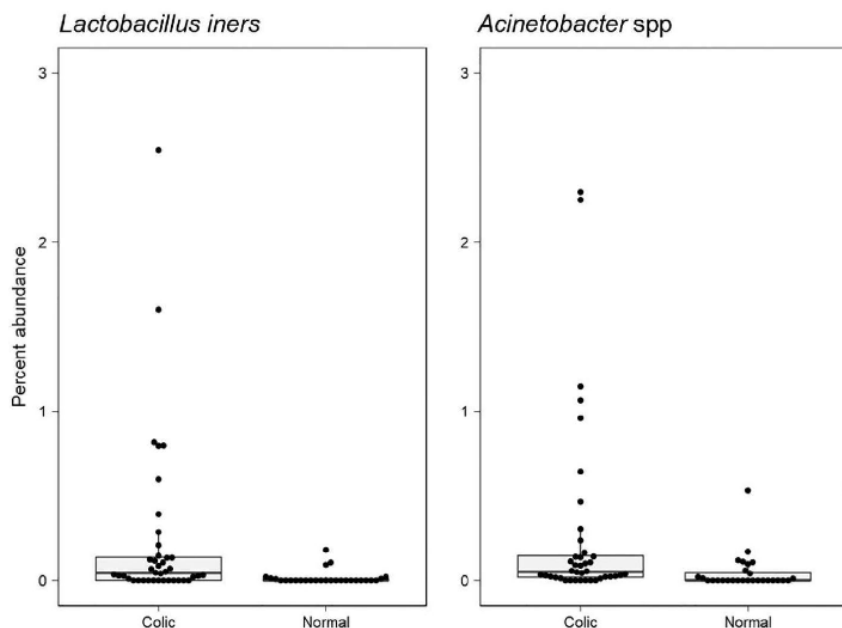 Lactobacillus iners
Acinetobacter spp
Percent abundance
3
2
1
0
Colic
Normal
3
2
1
0
Colic
Normal